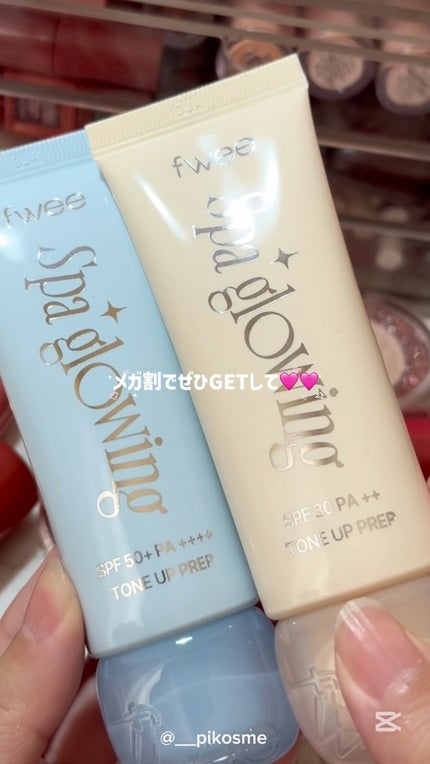 fwee
Spa glowing
SPF 50+ PA ++++
TONE UP PREP
fwee
Spa glowing
SPF 30 PA ++
TONE UP PREP
メガ割でぜひGETして🩷🩷
@__pikosme